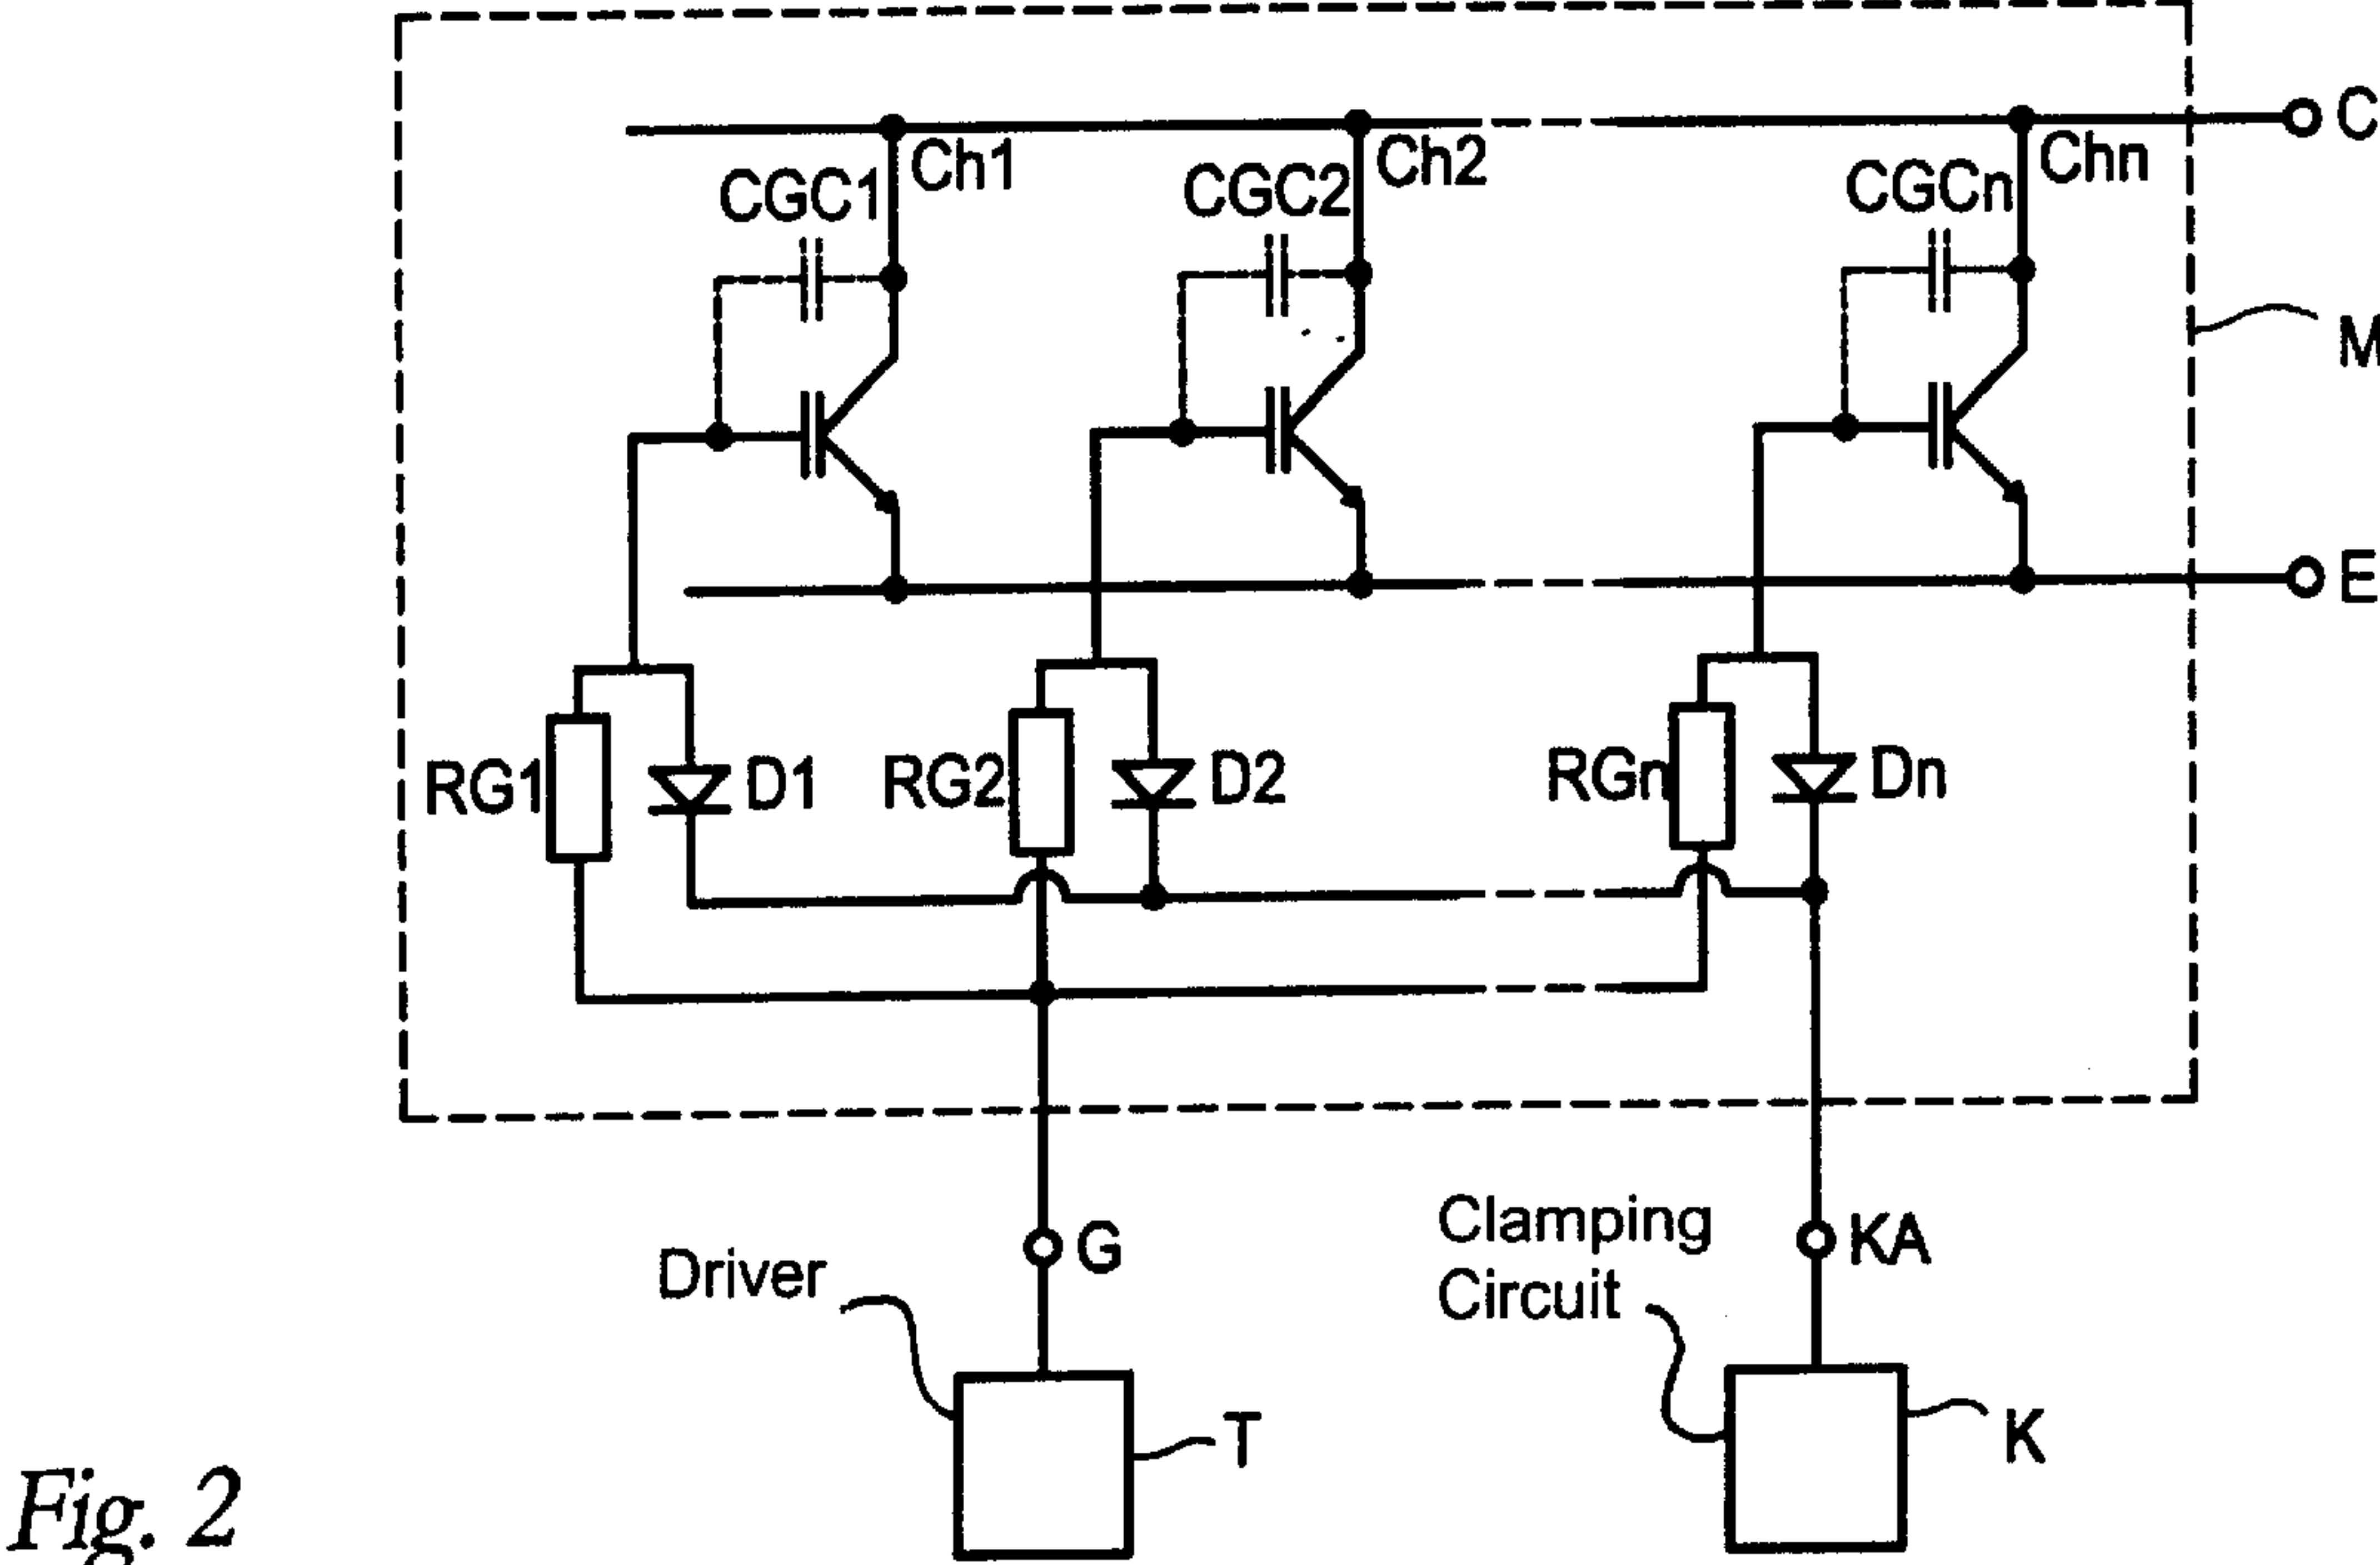 C
Ch1
Ch2
Chn
CGC1
CGC2
CGCn
M
E
RG1
D1
RG2
D2
RGn
Dn
G
KA
Driver
Clamping
Circuit
T
K
Fig. 2